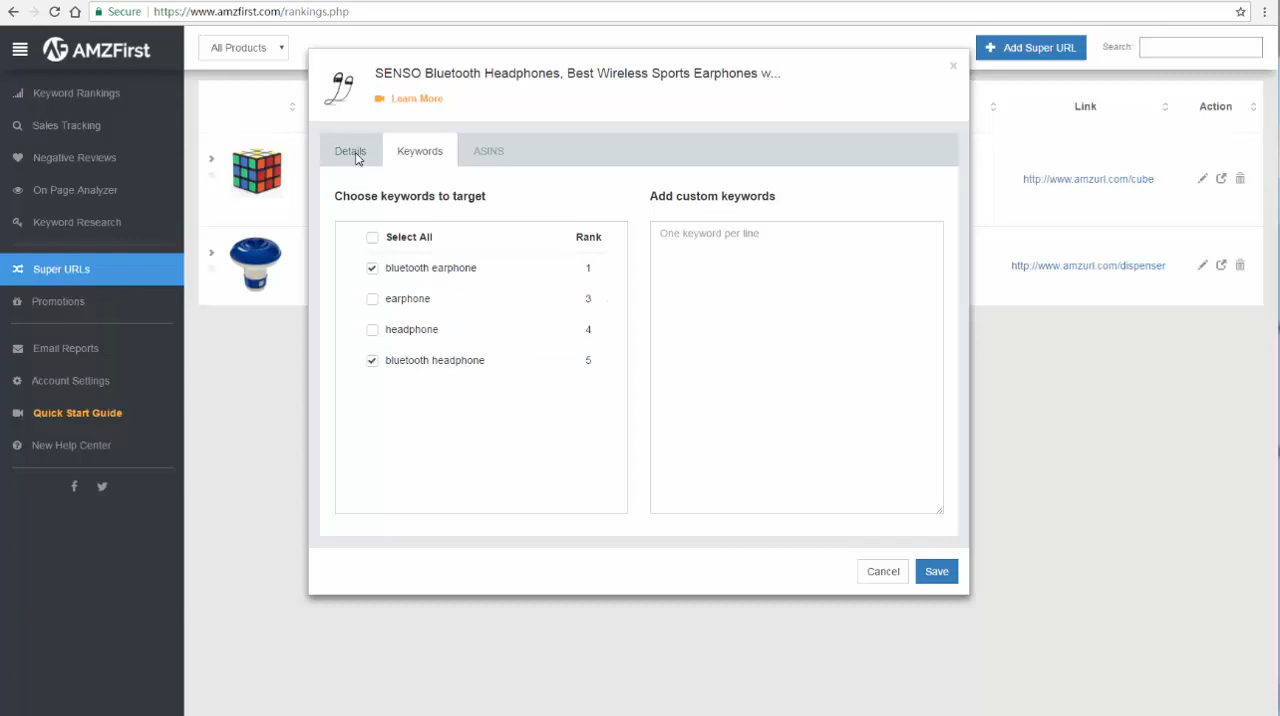 Secure
https://www.amzfirst.com/rankings.php
AMZFirst
Keyword Rankings
Sales Tracking
Negative Reviews
On Page Analyzer
Keyword Research
Super URLs
Promotions
Email Reports
Account Settings
Quick Start Guide
New Help Center
All Products
Add Super URL
Search:
Link
Action
http://www.amzurl.com/cube
http://www.amzurl.com/dispenser
SENSO Bluetooth Headphones, Best Wireless Sports Earphones w...
Learn More
×
Details
Keywords
ASINS
Choose keywords to target
Select All Rank
bluetooth earphone 1
earphone 3
headphone 4
bluetooth headphone 5
Add custom keywords
One keyword per line
Cancel
Save